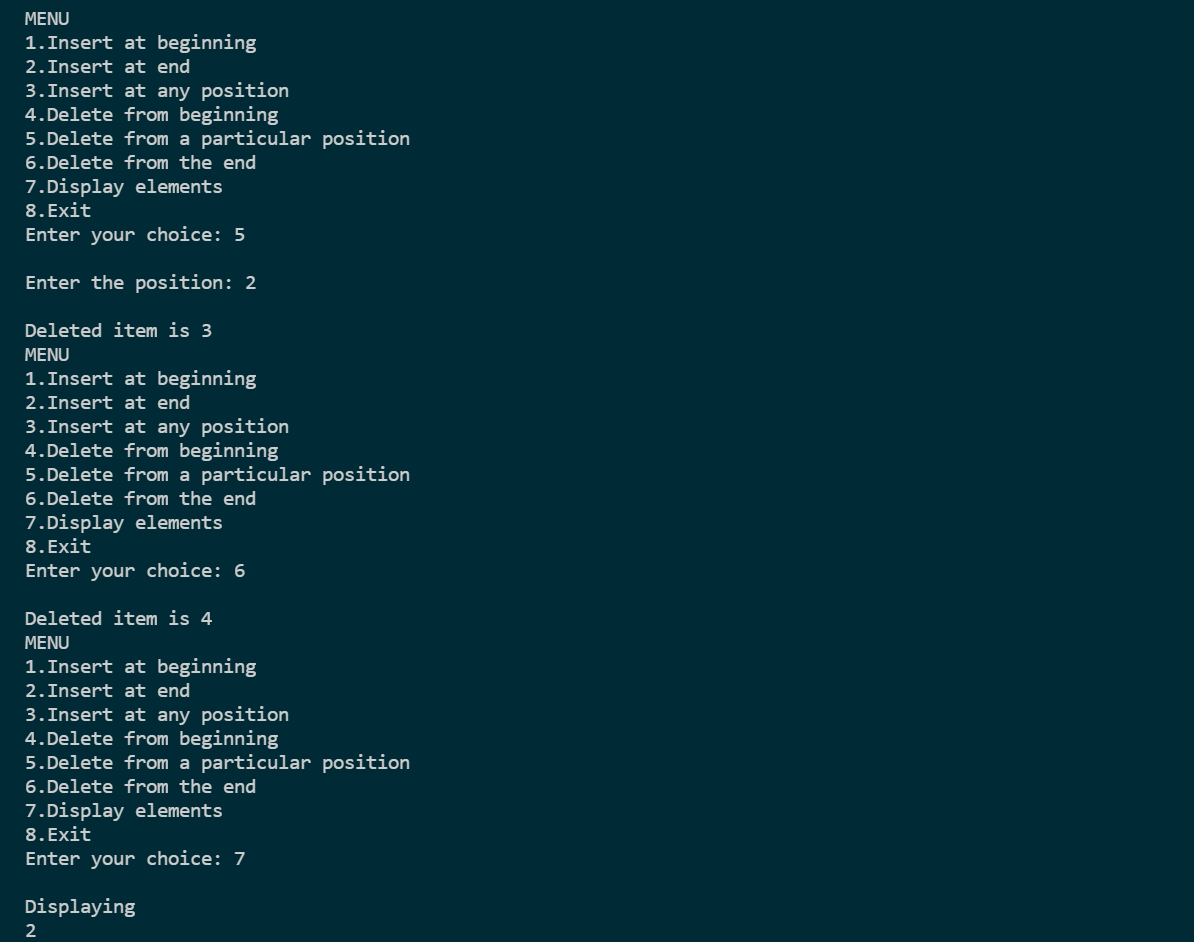 MENU
1.Insert at beginning
2.Insert at end
3.Insert at any position
4.Delete from beginning
5.Delete from a particular position
6.Delete from the end
7.Display elements
8.Exit
Enter your choice: 5
Enter the position: 2
Deleted item is 3
MENU
1.Insert at beginning
2.Insert at end
3.Insert at any position
4.Delete from beginning
5.Delete from a particular position
6.Delete from the end
7.Display elements
8.Exit
Enter your choice: 6
Deleted item is 4
MENU
1.Insert at beginning
2.Insert at end
3.Insert at any position
4.Delete from beginning
5.Delete from a particular position
6.Delete from the end
7.Display elements
8.Exit
Enter your choice: 7
Displaying
2